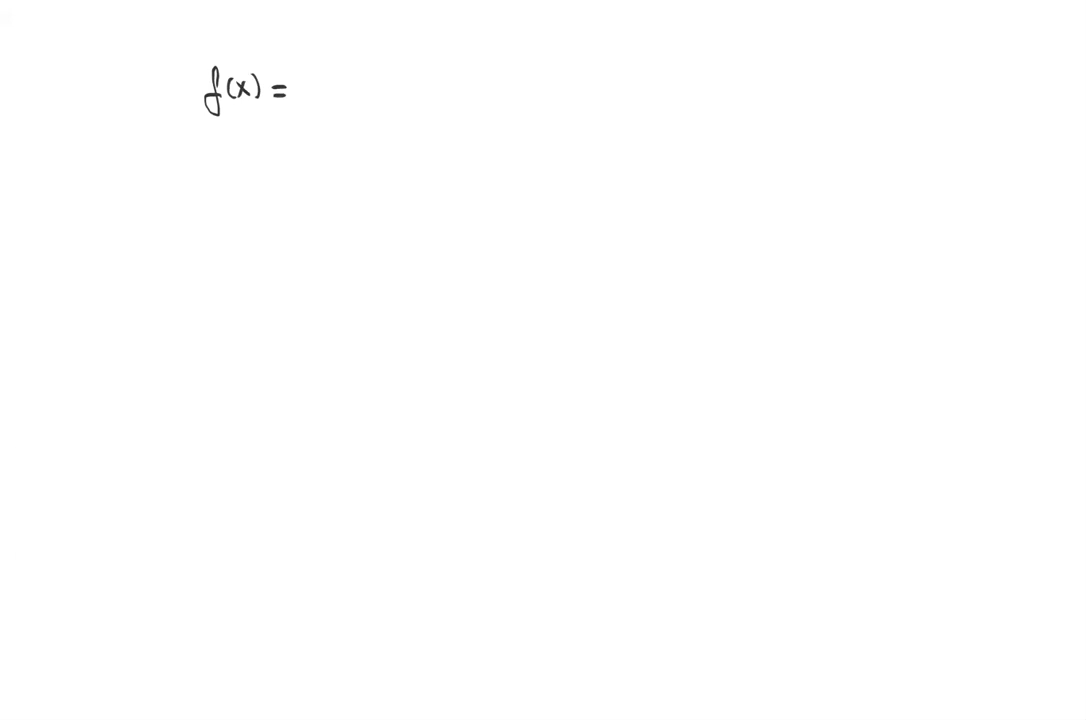 f(x) =